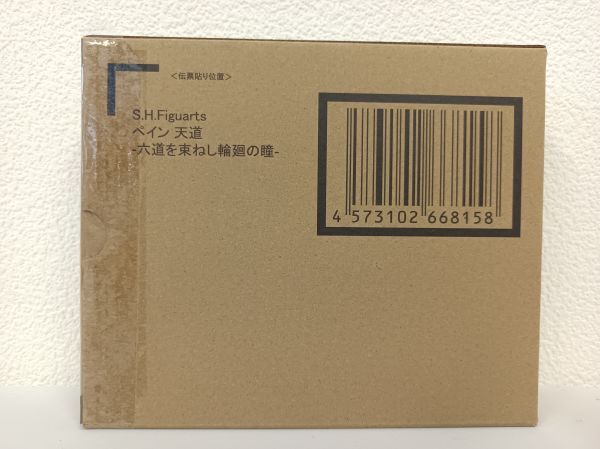 ＜伝票貼り位置＞
S.H.Figuarts
ペイン 天道
-六道を束ねし輪廻の瞳-
4 573102 668158